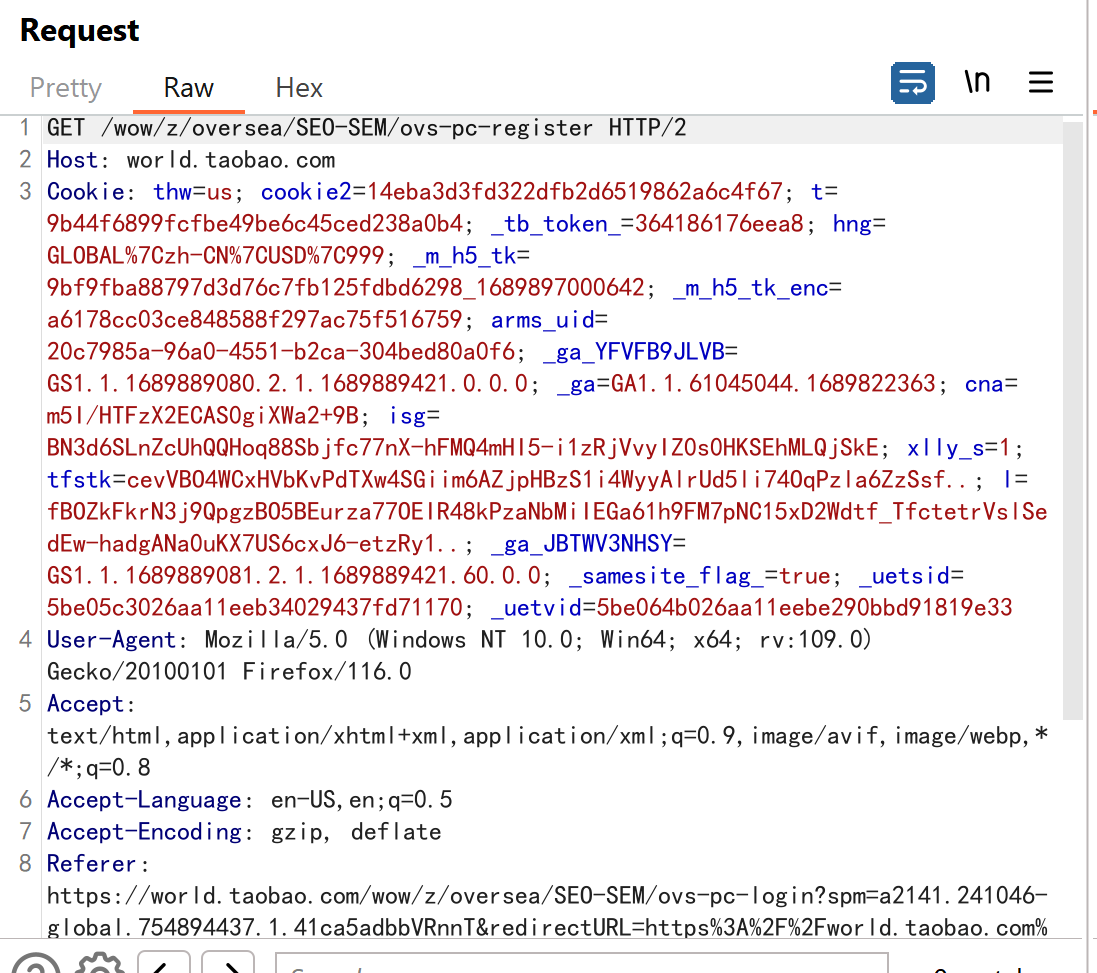 Request
Pretty Raw Hex \n
1 GET /wow/z/oversea/SEO-SEM/ovs-pc-register HTTP/2
2 Host: world.taobao.com
3 Cookie: thw=us; cookie2=14eba3d3fd322dfb2d6519862a6c4f67; t=
9b44f6899fcfbe49be6c45ced238a0b4; _tb_token_=364186176eea8; hng=
GLOBAL%7Czh-CN%7CUSD%7C999; _m_h5_tk=
9bf9fba88797d3d76c7fb125fdbd6298_1689897000642; _m_h5_tk_enc=
a6178cc03ce848588f297ac75f516759; arms_uid=
20c7985a-96a0-4551-b2ca-304bed80a0f6; _ga_YFVFB9JLVB=
GS1.1.1689889080.2.1.1689889421.0.0.0; _ga=GA1.1.61045044.1689822363; cna=
m5I/HTFzX2ECASOgiXWa2+9B; isg=
BN3d6SLnZcUhQQHoq88Sbjfc77nX-hFMQ4mHI5-i1zRjVvyIZ0s0HKSEhMLQjSkE; xlly_s=1;
tfstk=cevVBO4WCxHVbKvPdTXw4SGiim6AZjpHBzS1i4WyyAlrUd5li74OqPzla6ZzSsf..; l=
fBOZkFkrN3j9QpgzBO5BEurza77OEIR48kPzaNbMiIEGa61h9FM7pNC15xD2Wdtf_TfctetrVslSe
dEw-hadgANaOuKX7US6cxJ6-etzRy1..; _ga_JBTWV3NHSY=
GS1.1.1689889081.2.1.1689889421.60.0.0; _samesite_flag_=true; _uetsid=
5be05c3026aa11eeb34029437fd71170; _uetvid=5be064b026aa11eebe290bbd91819e33
4 User-Agent: Mozilla/5.0 (Windows NT 10.0; Win64; x64; rv:109.0)
Gecko/20100101 Firefox/116.0
5 Accept:
text/html,application/xhtml+xml,application/xml;q=0.9,image/avif,image/webp,*
/*;q=0.8
6 Accept-Language: en-US,en;q=0.5
7 Accept-Encoding: gzip, deflate
8 Referer:
https://world.taobao.com/wow/z/oversea/SEO-SEM/ovs-pc-login?spm=a2141.241046-
global.754894437.1.41ca5adbbVRnnT&redirectURL=https%3A%2F%2Fworld.taobao.com%